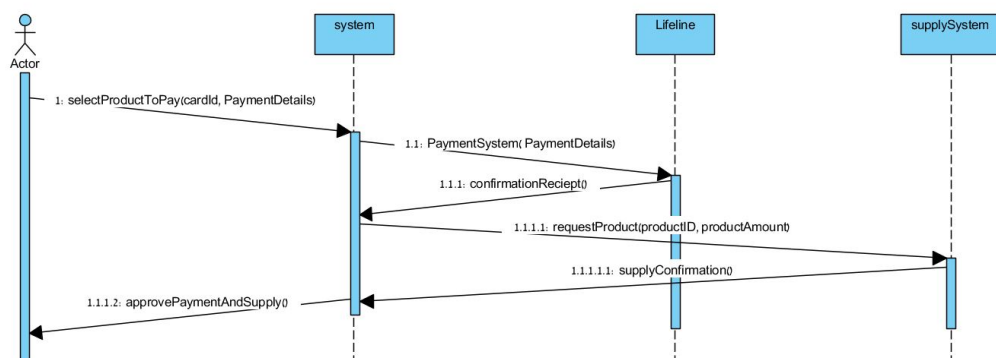 system
Lifeline
supplySystem
Actor
1: selectProductToPay(cardId, PaymentDetails)
1.1: PaymentSystem( PaymentDetails)
1.1.1: confirmationReciept()
1.1.1.1: requestProduct(productID, productAmount)
1.1.1.1.1: supplyConfirmation()
1.1.1.2: approvePaymentAndSupply()